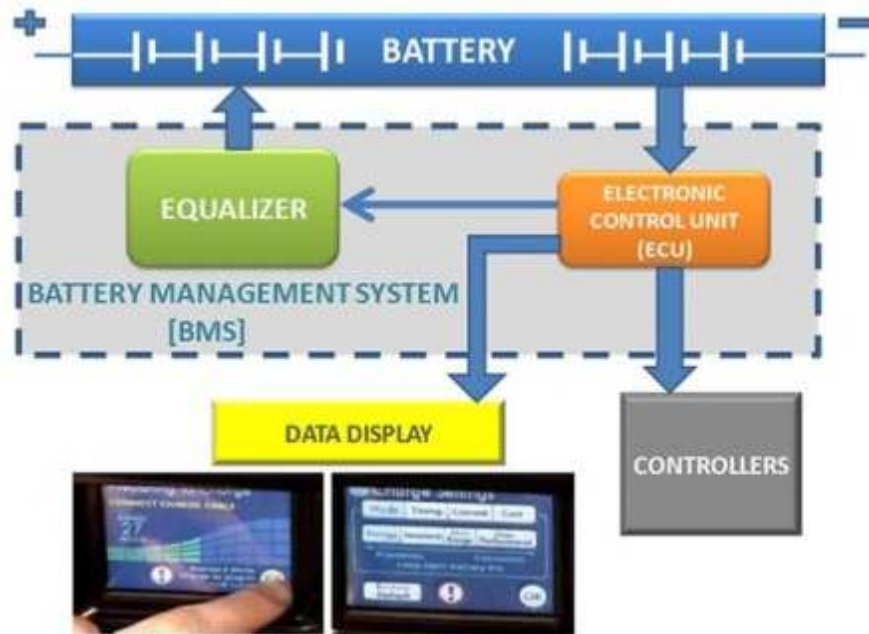 BATTERY
EQUALIZER
ELECTRONIC
CONTROL UNIT
(ECU)
BATTERY MANAGEMENT SYSTEM
[BMS]
DATA DISPLAY
CONTROLLERS
CONNECT CHARGING CABLE
27
Charge Settings
Mode Timing Current Cost
OK